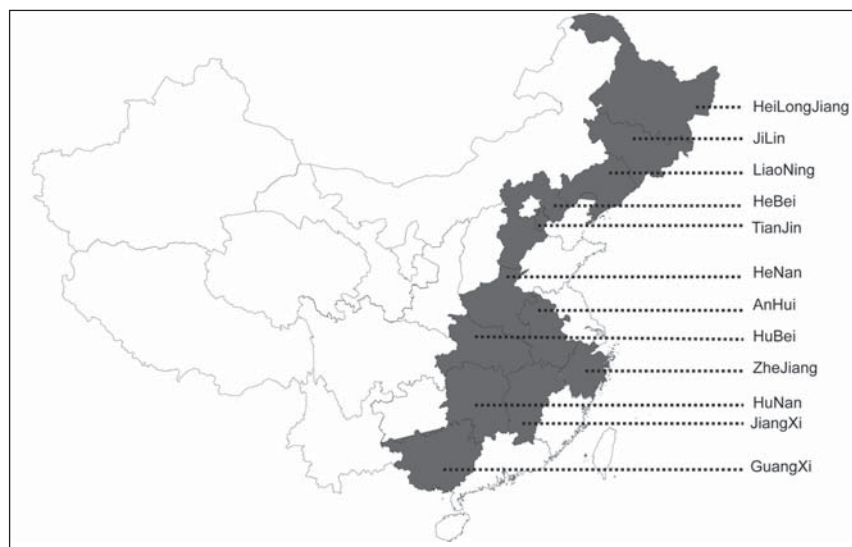 HeiLongJiang
JiLin
LiaoNing
HeBei
TianJin
HeNan
AnHui
HuBei
ZheJiang
HuNan
JiangXi
GuangXi